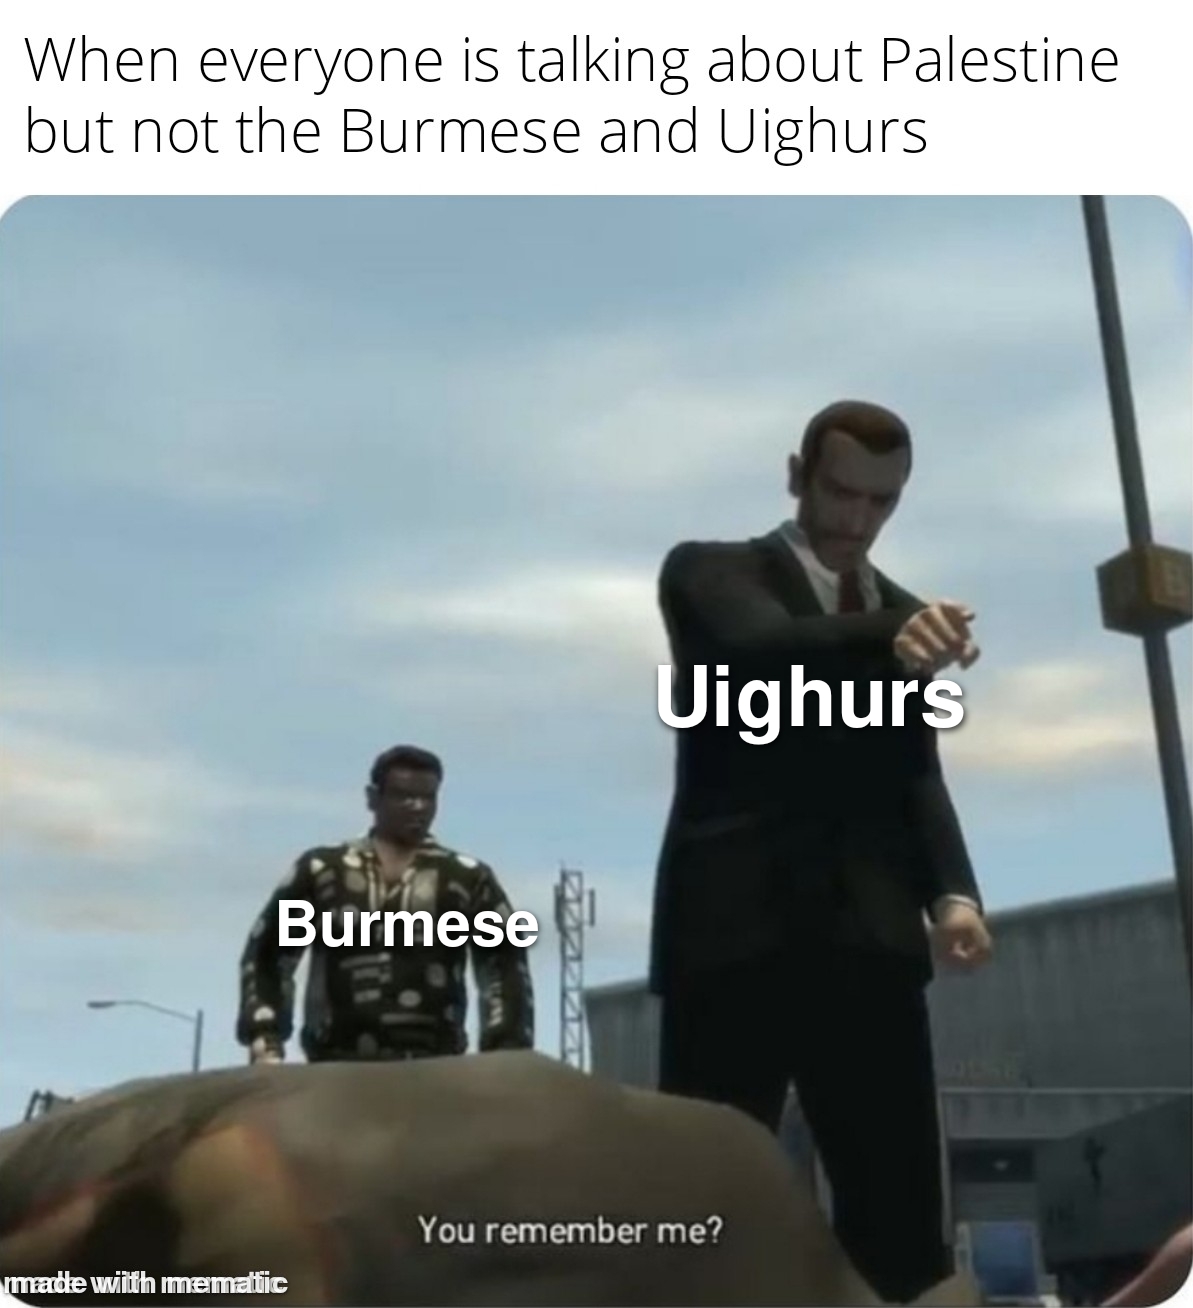 When everyone is talking about Palestine
but not the Burmese and Uighurs
Uighurs
Burmese
You remember me?
made with mematic